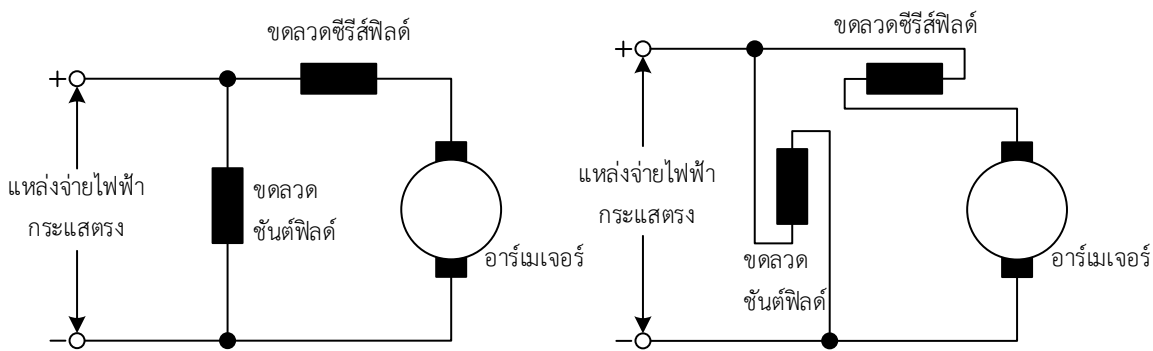 ขดลวดซีรีส์ฟิลด์
+
แหล่งจ่ายไฟฟ้า
กระแสตรง
ขดลวด
ชันต์ฟิลด์
อาร์เมเจอร์
−
ขดลวดซีรีส์ฟิลด์
+
แหล่งจ่ายไฟฟ้า
กระแสตรง
ขดลวด
ชันต์ฟิลด์
อาร์เมเจอร์
−